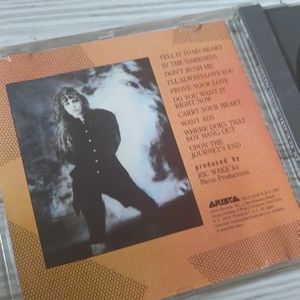 TELL IT TO MY HEART
IN THE DARKNESS
DON'T RUSH ME
I'LL ALWAYS LOVE YOU
PROVE YOUR LOVE
DO YOU WANT IT
RIGHT NOW
CARRY YOUR HEART
WANT ADS
WHERE DOES THAT
BOY HANG OUT
UPON THE
JOURNEY'S END
produced by
RIC WAKE for
Bleux Productions
ARISTA